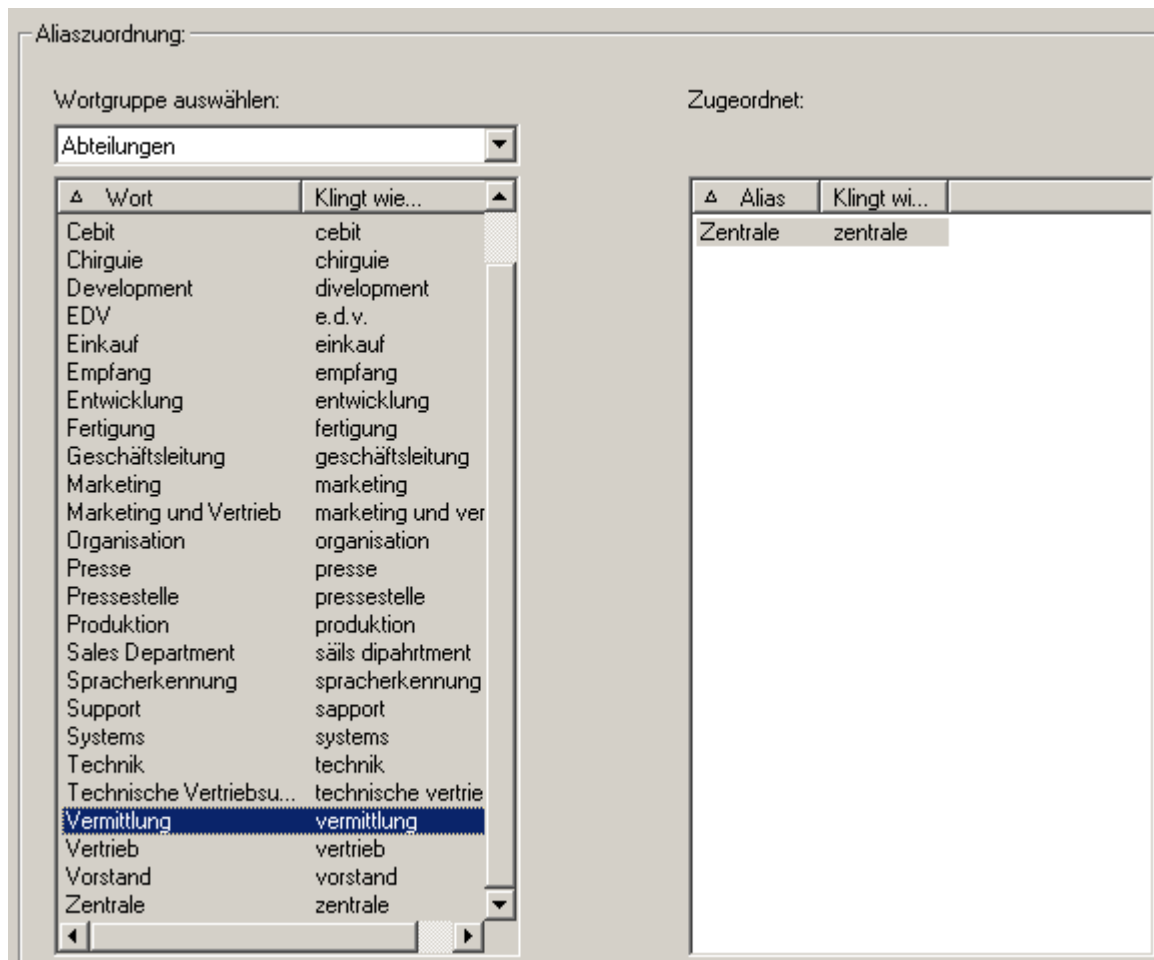 Aliaszuordnung:
Wortgruppe auswählen: Zugeordnet:
Abteilungen
Wort Klingt wie... Alias Klingt wi...
Cebit cebit Zentrale zentrale
Chirguie chirguie
Development divelopment
EDV e.d.v.
Einkauf einkauf
Empfang empfang
Entwicklung entwicklung
Fertigung fertigung
Geschäftsleitung geschäftsleitung
Marketing marketing
Marketing und Vertrieb marketing und ver
Organisation organisation
Presse presse
Pressestelle pressestelle
Produktion produktion
Sales Department säils dipahrtment
Spracherkennung spracherkennung
Support sapport
Systems systems
Technik technik
Technische Vertriebsu... technische vertrie
Vermittlung vermittlung
Vertrieb vertrieb
Vorstand vorstand
Zentrale zentrale